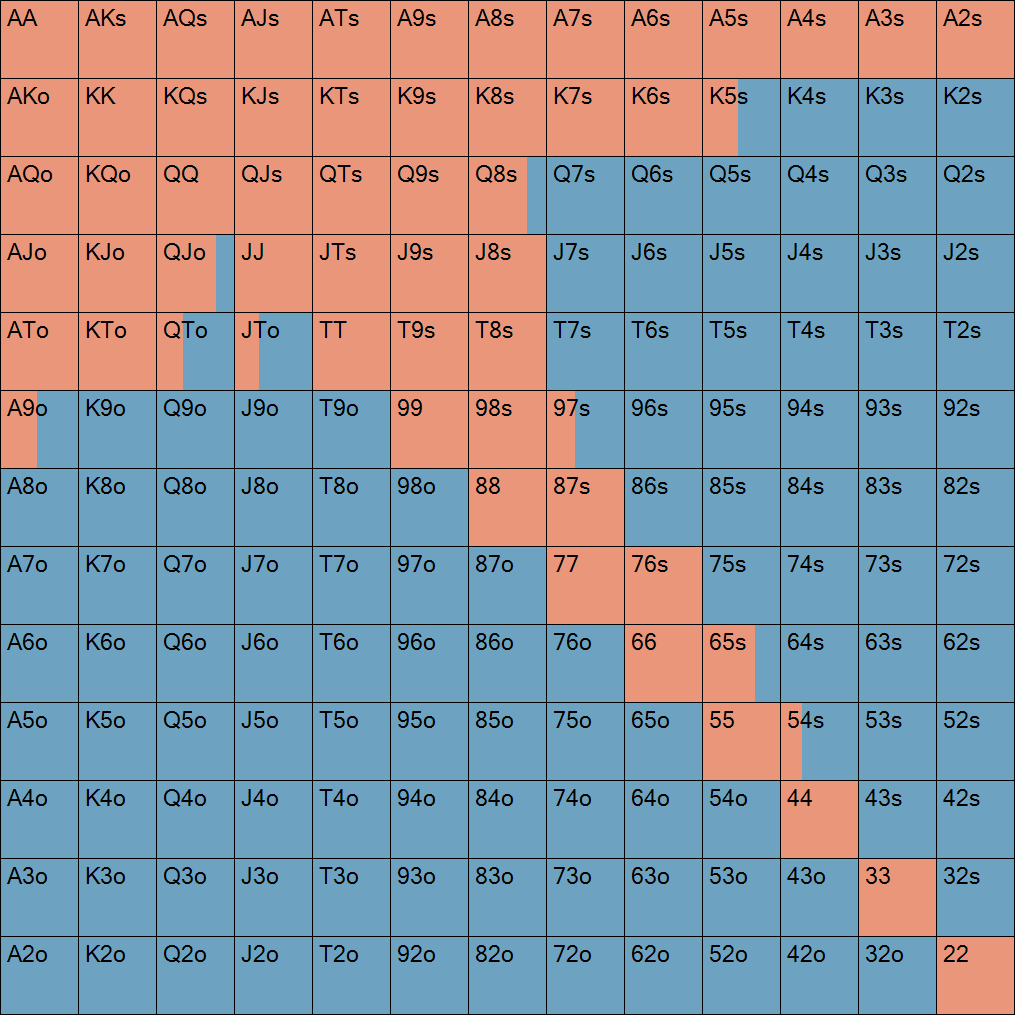 AA AKs AQs AJs ATs A9s A8s A7s A6s A5s A4s A3s A2s
AKo KK KQs KJs KTs K9s K8s K7s K6s K5s K4s K3s K2s
AQo KQo QQ QJs QTs Q9s Q8s Q7s Q6s Q5s Q4s Q3s Q2s
AJo KJo QJo JJ JTs J9s J8s J7s J6s J5s J4s J3s J2s
ATo KTo QTo JTo TT T9s T8s T7s T6s T5s T4s T3s T2s
A9o K9o Q9o J9o T9o 99 98s 97s 96s 95s 94s 93s 92s
A8o K8o Q8o J8o T8o 98o 88 87s 86s 85s 84s 83s 82s
A7o K7o Q7o J7o T7o 97o 87o 77 76s 75s 74s 73s 72s
A6o K6o Q6o J6o T6o 96o 86o 76o 66 65s 64s 63s 62s
A5o K5o Q5o J5o T5o 95o 85o 75o 65o 55 54s 53s 52s
A4o K4o Q4o J4o T4o 94o 84o 74o 64o 54o 44 43s 42s
A3o K3o Q3o J3o T3o 93o 83o 73o 63o 53o 43o 33 32s
A2o K2o Q2o J2o T2o 92o 82o 72o 62o 52o 42o 32o 22